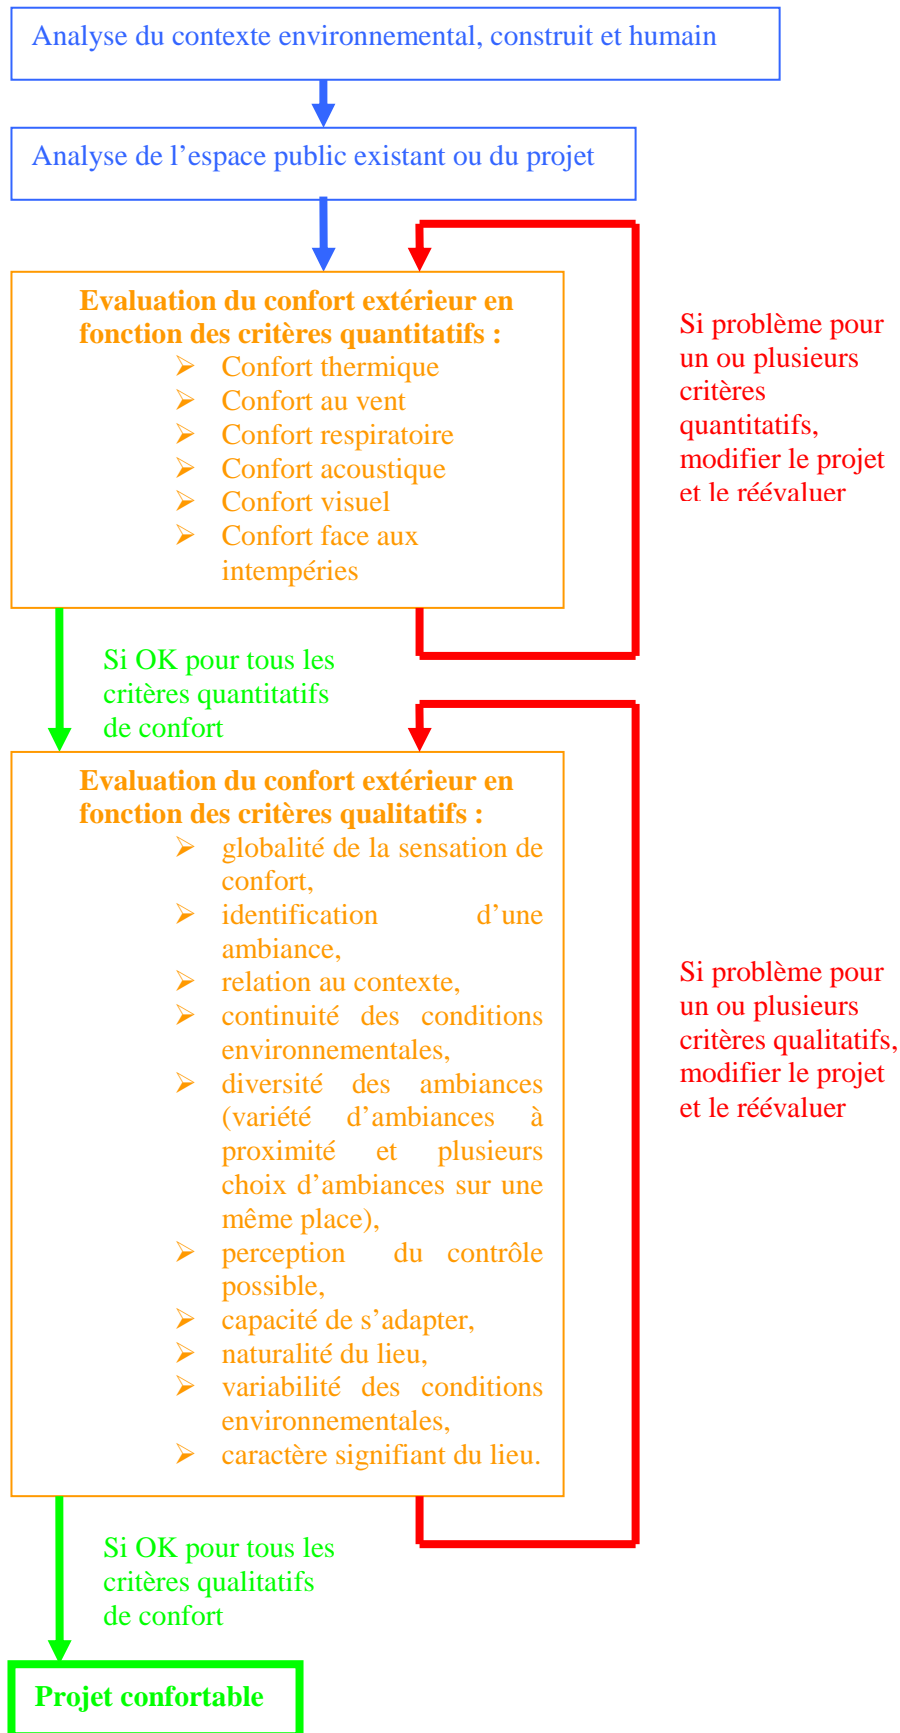 Analyse du contexte environnemental, construit et humain
Analyse de l'espace public existant ou du projet
Evaluation du confort extérieur en
fonction des critères quantitatifs :
➢ Confort thermique
➢ Confort au vent
➢ Confort respiratoire
➢ Confort acoustique
➢ Confort visuel
➢ Confort face aux
intempéries
Si problème pour
un ou plusieurs
critères
quantitatifs,
modifier le projet
et le réévaluer
Si OK pour tous les
critères quantitatifs
de confort
Evaluation du confort extérieur en
fonction des critères qualitatifs :
➢ globalité de la sensation de
confort,
➢ identification d'une
ambiance,
➢ relation au contexte,
➢ continuité des conditions
environnementales,
➢ diversité des ambiances
(variété d'ambiances à
proximité et plusieurs
choix d'ambiances sur une
même place),
➢ perception du contrôle
possible,
➢ capacité de s'adapter,
➢ naturalité du lieu,
➢ variabilité des conditions
environnementales,
➢ caractère signifiant du lieu.
Si problème pour
un ou plusieurs
critères qualitatifs,
modifier le projet
et le réévaluer
Si OK pour tous les
critères qualitatifs
de confort
Projet confortable